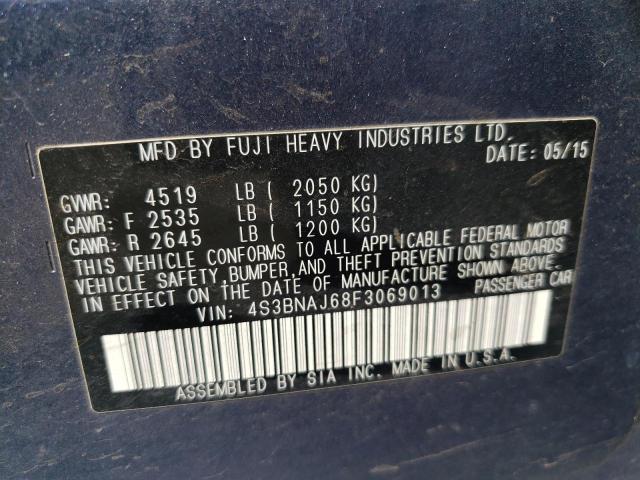 MFD BY FUJI HEAVY INDUSTRIES LTD.
DATE: 05/15
GVWR: 4519 LB ( 2050 KG)
GAWR: F 2535 LB ( 1150 KG)
GAWR: R 2645 LB ( 1200 KG)
THIS VEHICLE CONFORMS TO ALL APPLICABLE FEDERAL MOTOR
VEHICLE SAFETY, BUMPER, AND THEFT PREVENTION STANDARDS
IN EFFECT ON THE DATE OF MANUFACTURE SHOWN ABOVE.
VIN: 4S3BNAJ68F3069013 PASSENGER CAR
ASSEMBLED BY SIA INC. MADE IN U.S.A.